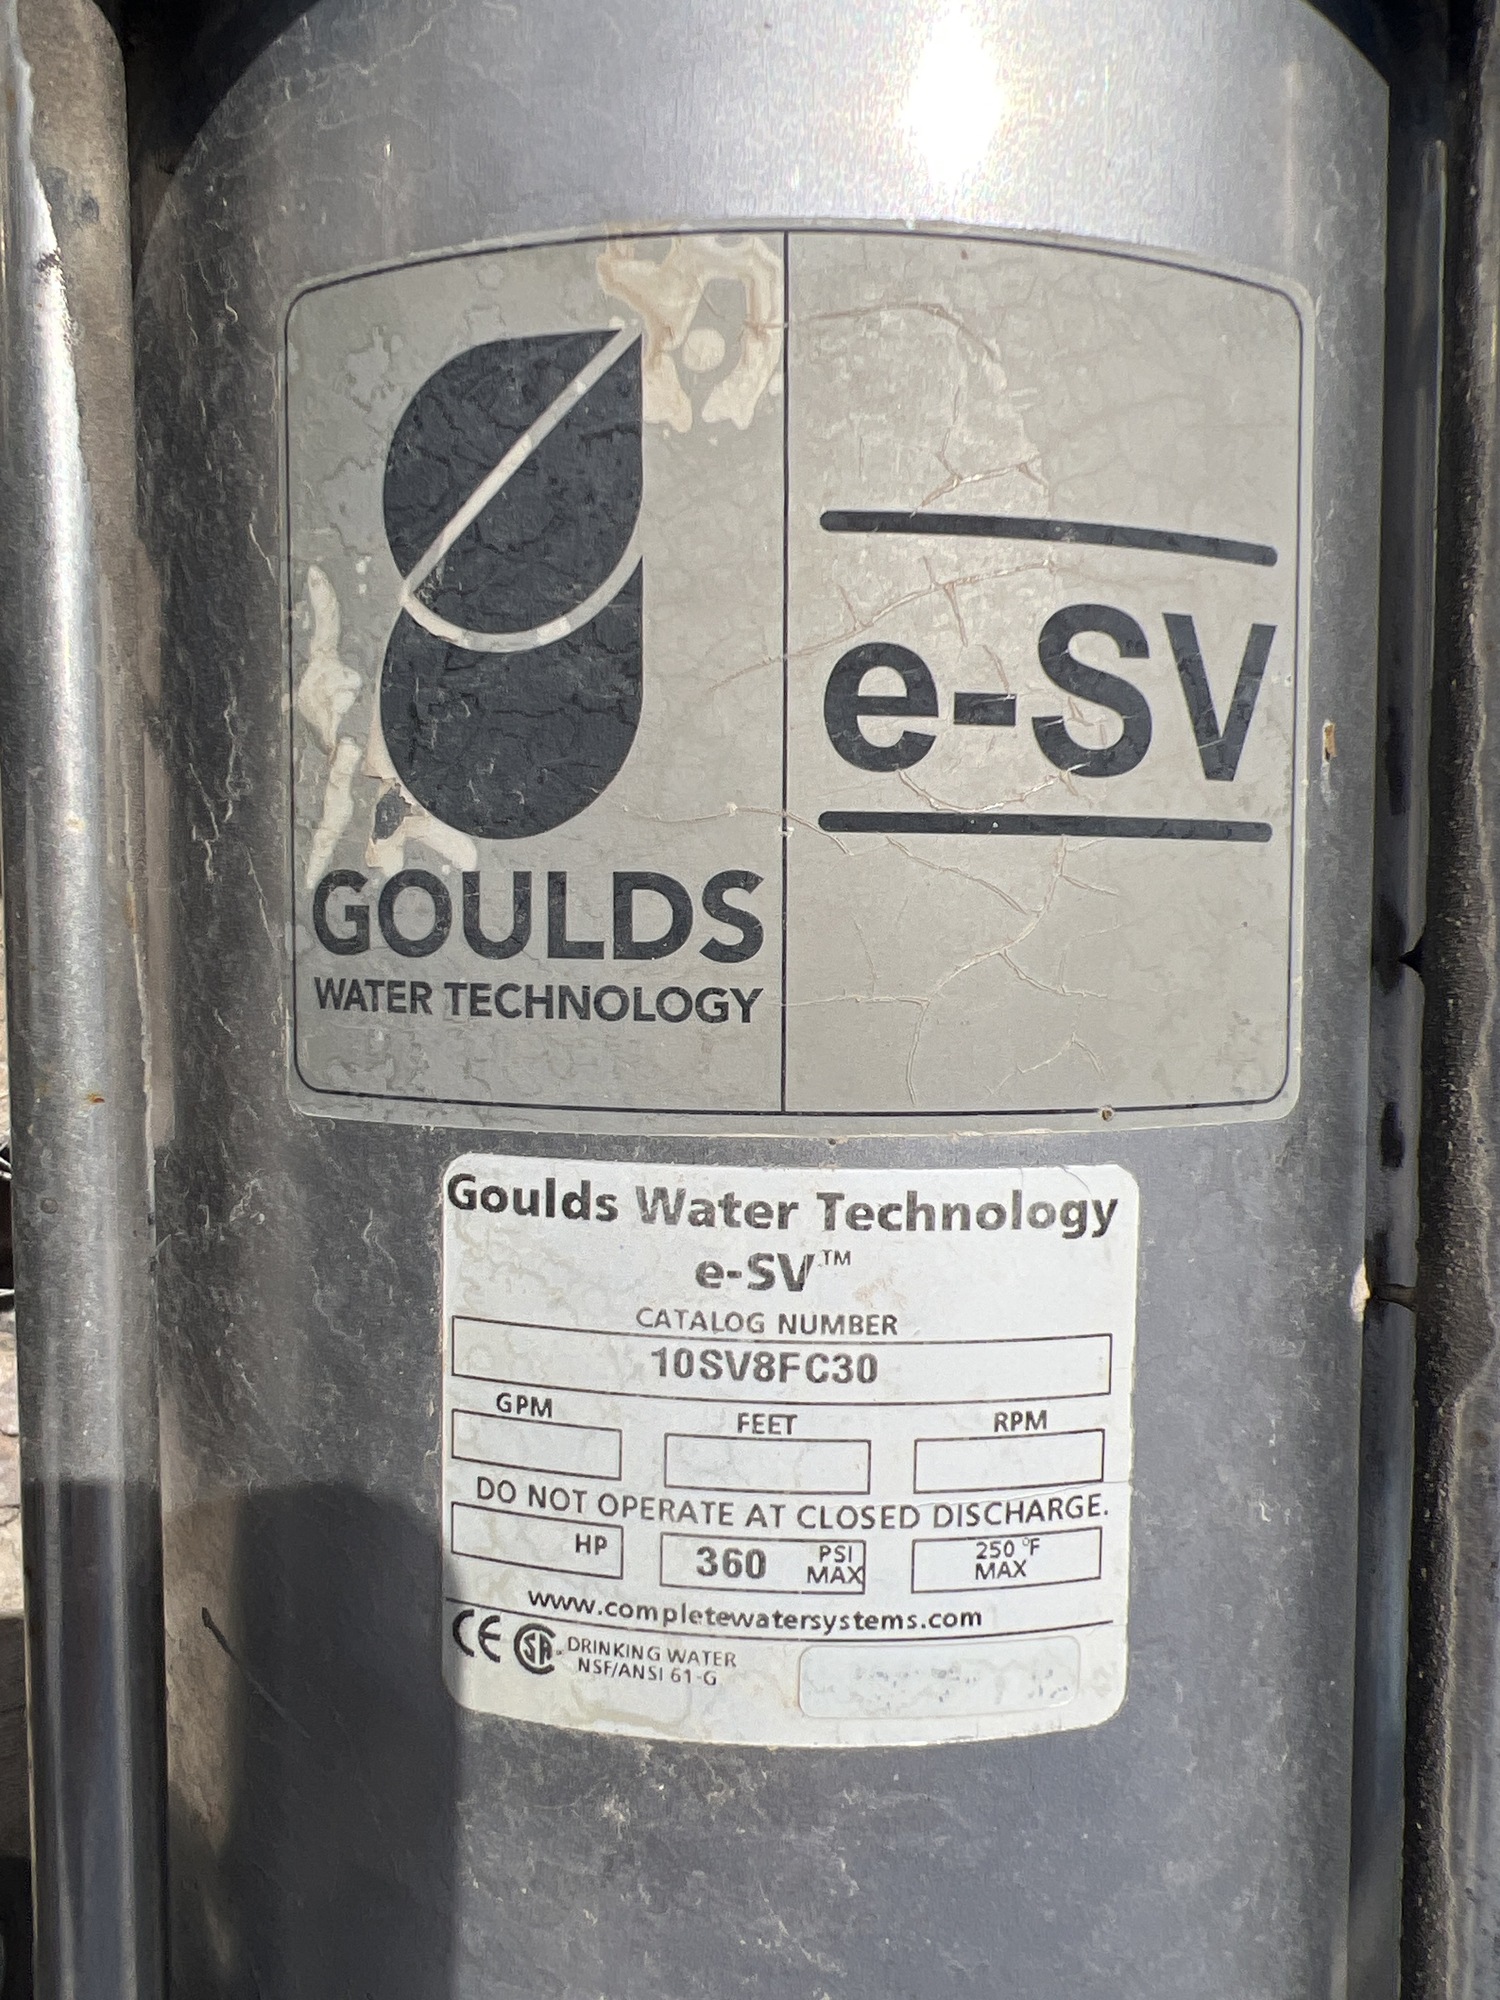 GOULDS
WATER TECHNOLOGY
e-SV
Goulds Water Technology
e-SV™
CATALOG NUMBER
10SV8FC30
GPM FEET RPM
DO NOT OPERATE AT CLOSED DISCHARGE.
HP 360 PSI MAX 250 °F MAX
www.completewatersystems.com
CE SA DRINKING WATER
NSF/ANSI 61-G